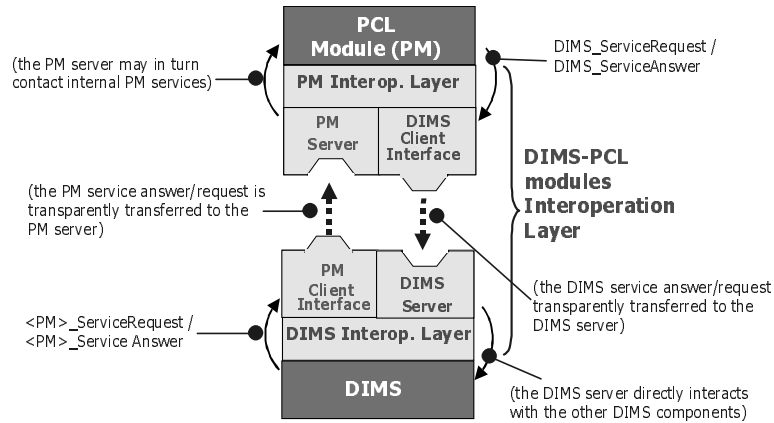 PCL
Module (PM)
(the PM server may in turn
contact internal PM services)
DIMS_ServiceRequest /
DIMS_ServiceAnswer
PM Interop. Layer
PM
Server
DIMS
Client
Interface
DIMS-PCL
modules
Interoperation
Layer
(the PM service answer/request is
transparently transferred to the
PM server)
PM
Client
Interface
DIMS
Server
(the DIMS service answer/request
transparently transferred to the
DIMS server)
<PM>_ServiceRequest /
<PM>_Service Answer
DIMS Interop. Layer
DIMS
(the DIMS server directly interacts
with the other DIMS components)